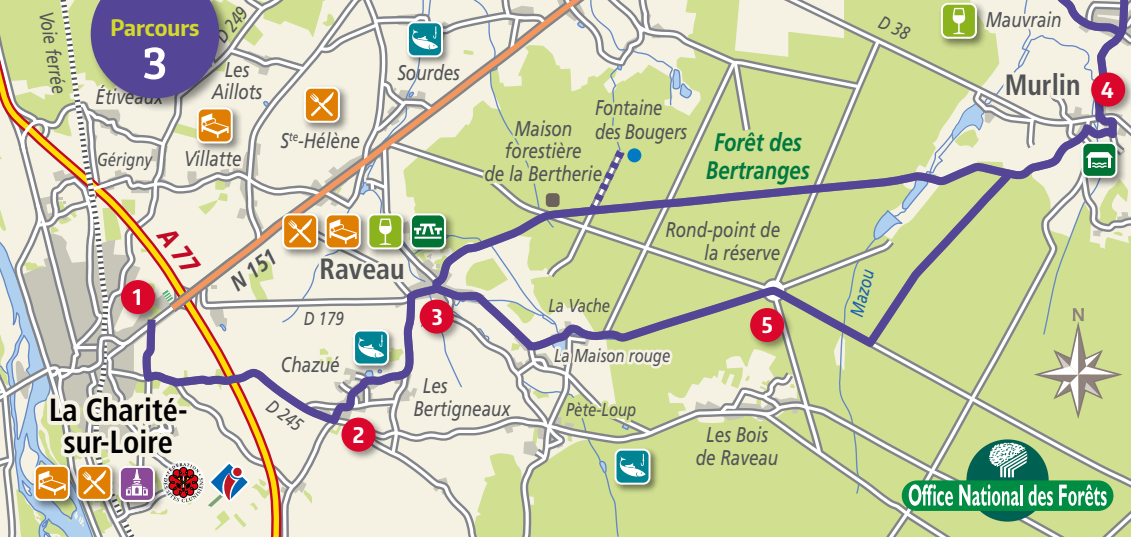 Parcours
3
Voie ferrée
D 249
Étiveaux
Les
Aillots
Sourdes
D 38
Mauvrain
Murlin
4
Gérigny
Villatte
Ste-Hélène
Maison
forestière
de la Bertherie
Fontaine
des Bougers
Forêt des
Bertranges
A 77
N 151
Raveau
Rond-point de
la réserve
1
D 179
3
La Vache
5
Mazou
N
Chazué
La Maison rouge
Les
Bertigneaux
D 245
2
Pète-Loup
Les Bois
de Raveau
La Charité-
sur-Loire
Office National des Forêts